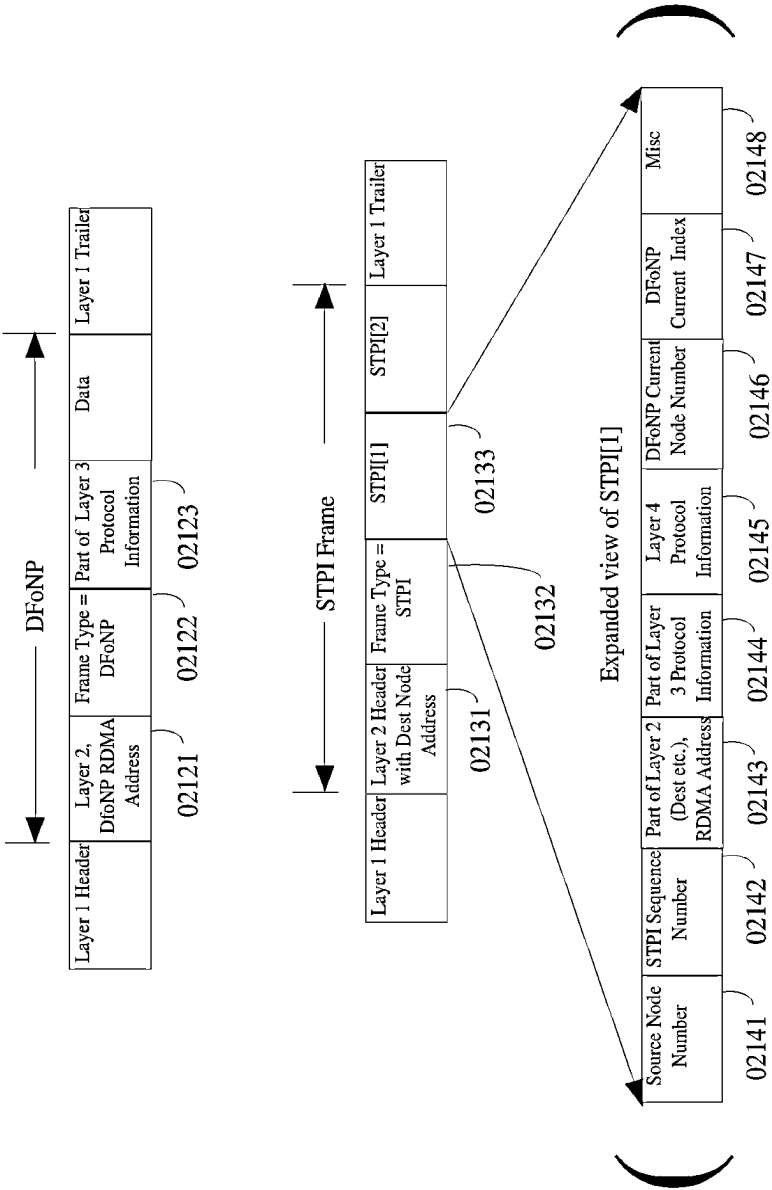 DFoNP
Layer 1 Header
Layer 2,
DfoNP RDMA
Address
Frame Type =
DFoNP
Part of Layer 3
Protocol
Information
Data
Layer 1 Trailer
02121
02122
02123
STPI Frame
Layer 1 Header
Layer 2 Header
with Dest Node
Address
Frame Type =
STPI
STPI[1]
STPI[2]
Layer 1 Trailer
02131
02132
02133
Expanded view of STPI[1]
Source Node
Number
STPI Sequence
Number
Part of Layer 2
(Dest etc.),
RDMA Address
Part of Layer
3 Protocol
Information
Layer 4
Protocol
Information
DFoNP Current
Node Number
DFoNP
Current Index
Misc
02141
02142
02143
02144
02145
02146
02147
02148